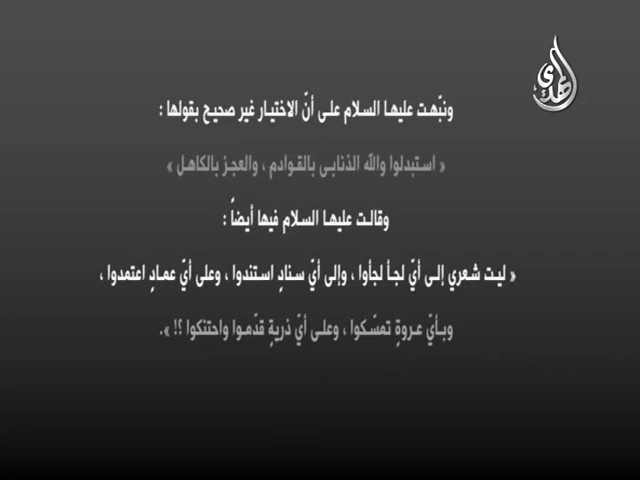 المهدي
ونبّهت عليها السلام على أنّ الاختيار غير صحيح بقولها :
« استبدلوا والله الذنابى بالقوادم ، والعجز بالكاهل »
وقالت عليها السلام فيها أيضاً :
« ليت شعري إلى أيّ لجأ لجأوا ، وإلى أيّ سنادٍ استندوا ، وعلى أيّ عمادٍ اعتمدوا ،
وبأيّ عروةٍ تمسّكوا ، وعلى أيّ ذريةٍ قدّموا واحتنكوا ؟! ».